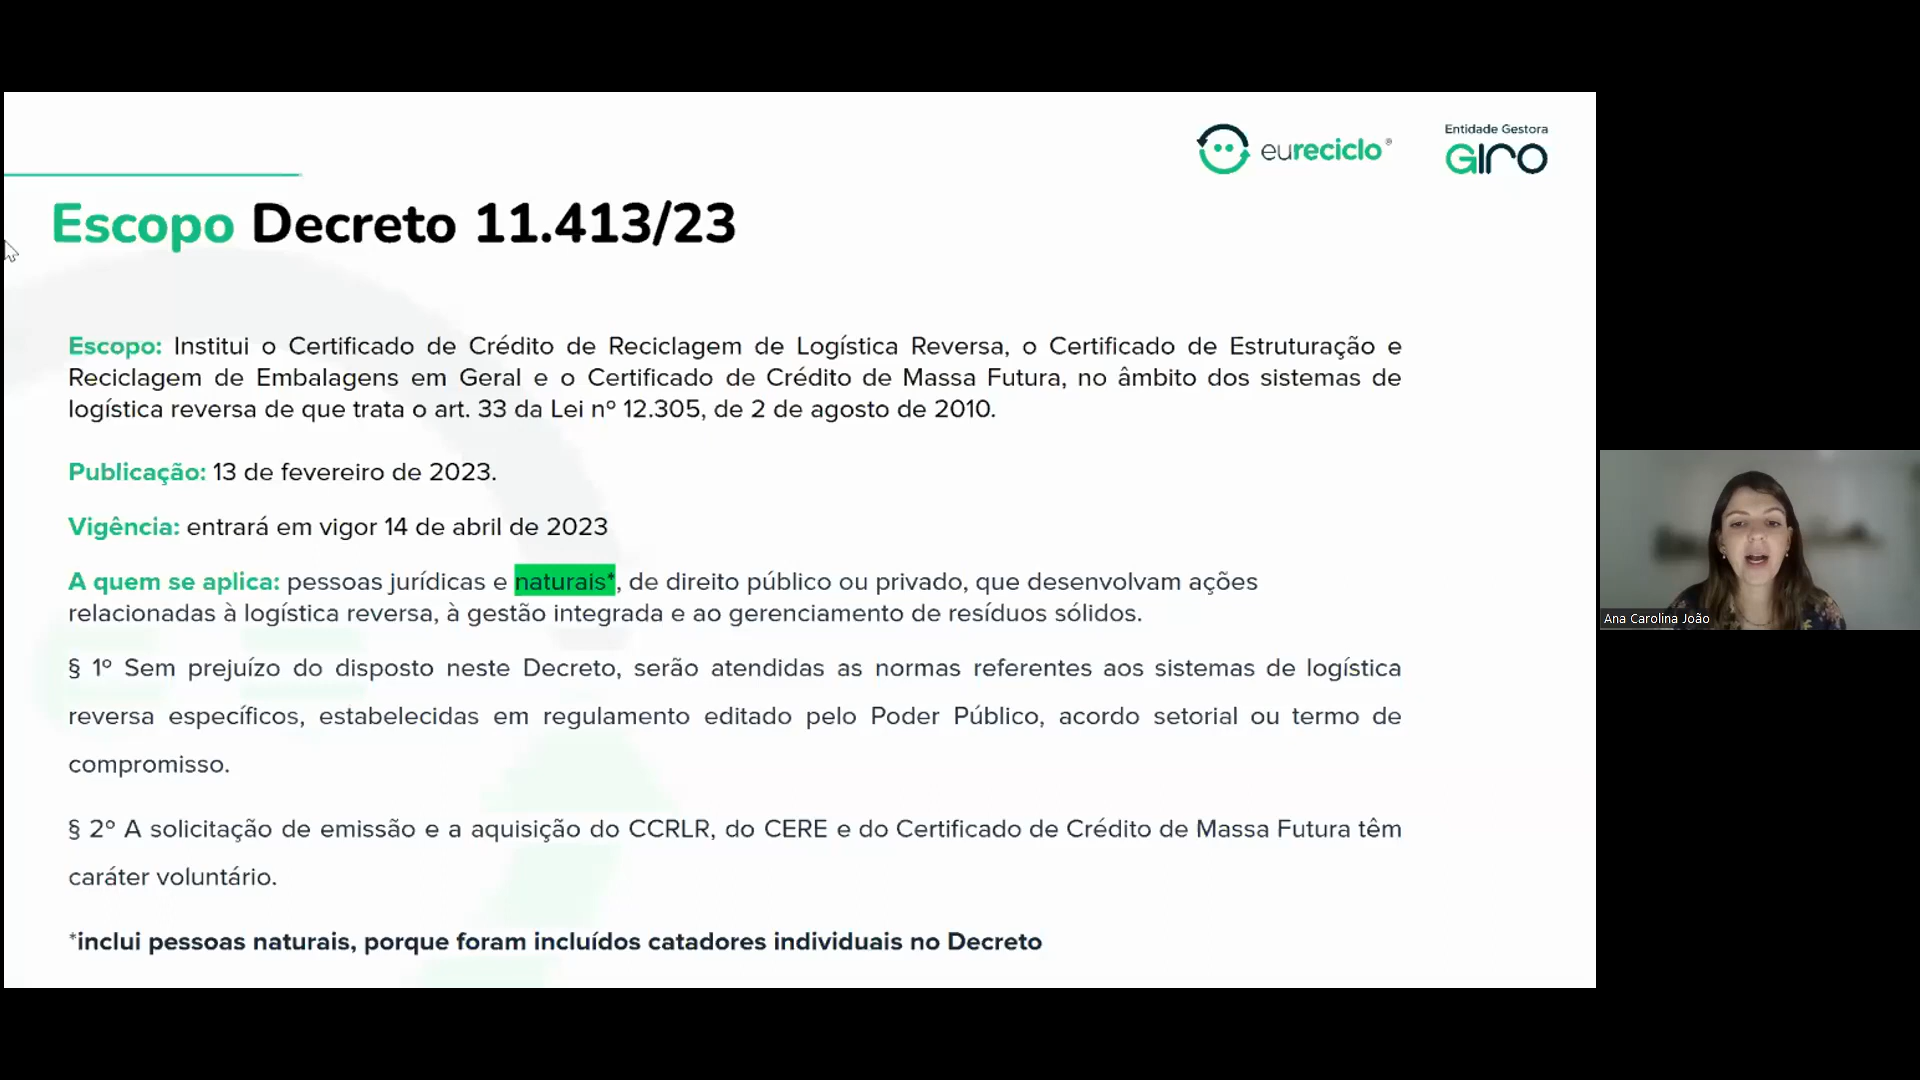 eureciclo®
Entidade Gestora
GIRO
Escopo Decreto 11.413/23
Escopo: Institui o Certificado de Crédito de Reciclagem de Logística Reversa, o Certificado de Estruturação e
Reciclagem de Embalagens em Geral e o Certificado de Crédito de Massa Futura, no âmbito dos sistemas de
logística reversa de que trata o art. 33 da Lei nº 12.305, de 2 de agosto de 2010.
Publicação: 13 de fevereiro de 2023.
Vigência: entrará em vigor 14 de abril de 2023
A quem se aplica: pessoas jurídicas e naturais*, de direito público ou privado, que desenvolvam ações
relacionadas à logística reversa, à gestão integrada e ao gerenciamento de resíduos sólidos.
§ 1º Sem prejuízo do disposto neste Decreto, serão atendidas as normas referentes aos sistemas de logística
reversa específicos, estabelecidas em regulamento editado pelo Poder Público, acordo setorial ou termo de
compromisso.
§ 2º A solicitação de emissão e a aquisição do CCRLR, do CERE e do Certificado de Crédito de Massa Futura têm
caráter voluntário.
*inclui pessoas naturais, porque foram incluídos catadores individuais no Decreto
Ana Carolina João